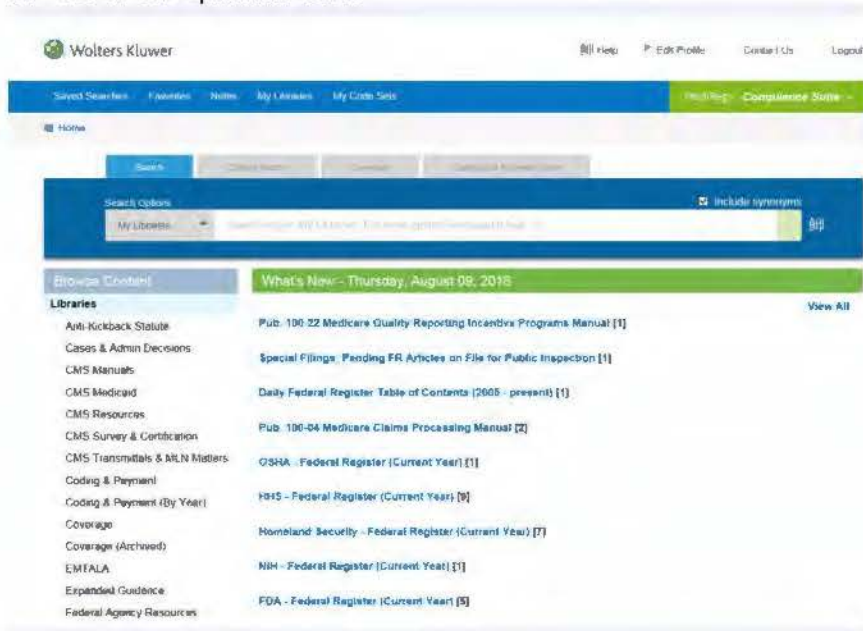 Wolters Kluwer
Help
Edit Profile
Contact Us
Logout
Saved Searches Favorites Notes My Libraries My Code Sets
Compliance Suite
Home
Search
Search Options
Include synonyms
My Libraries
Browse Content
What's New - Thursday, August 09, 2018
Libraries
View All
Anti-Kickback Statute
Cases & Admin Decisions
CMS Manuals
CMS Medicaid
CMS Resources
CMS Survey & Certification
CMS Transmittals & MLN Matters
Coding & Payment
Coding & Payment (By Year)
Coverage
Coverage (Archived)
EMTALA
Expanded Guidance
Federal Agency Resources
Pub. 100-22 Medicare Quality Reporting Incentive Programs Manual [1]
Special Filings: Pending FR Articles on File for Public Inspection [1]
Daily Federal Register Table of Contents (2005 - present) [1]
Pub. 100-04 Medicare Claims Processing Manual [2]
OSHA - Federal Register (Current Year) [1]
HHS - Federal Register (Current Year) [9]
Homeland Security - Federal Register (Current Year) [7]
NIH - Federal Register (Current Year) [1]
FDA - Federal Register (Current Year) [5]